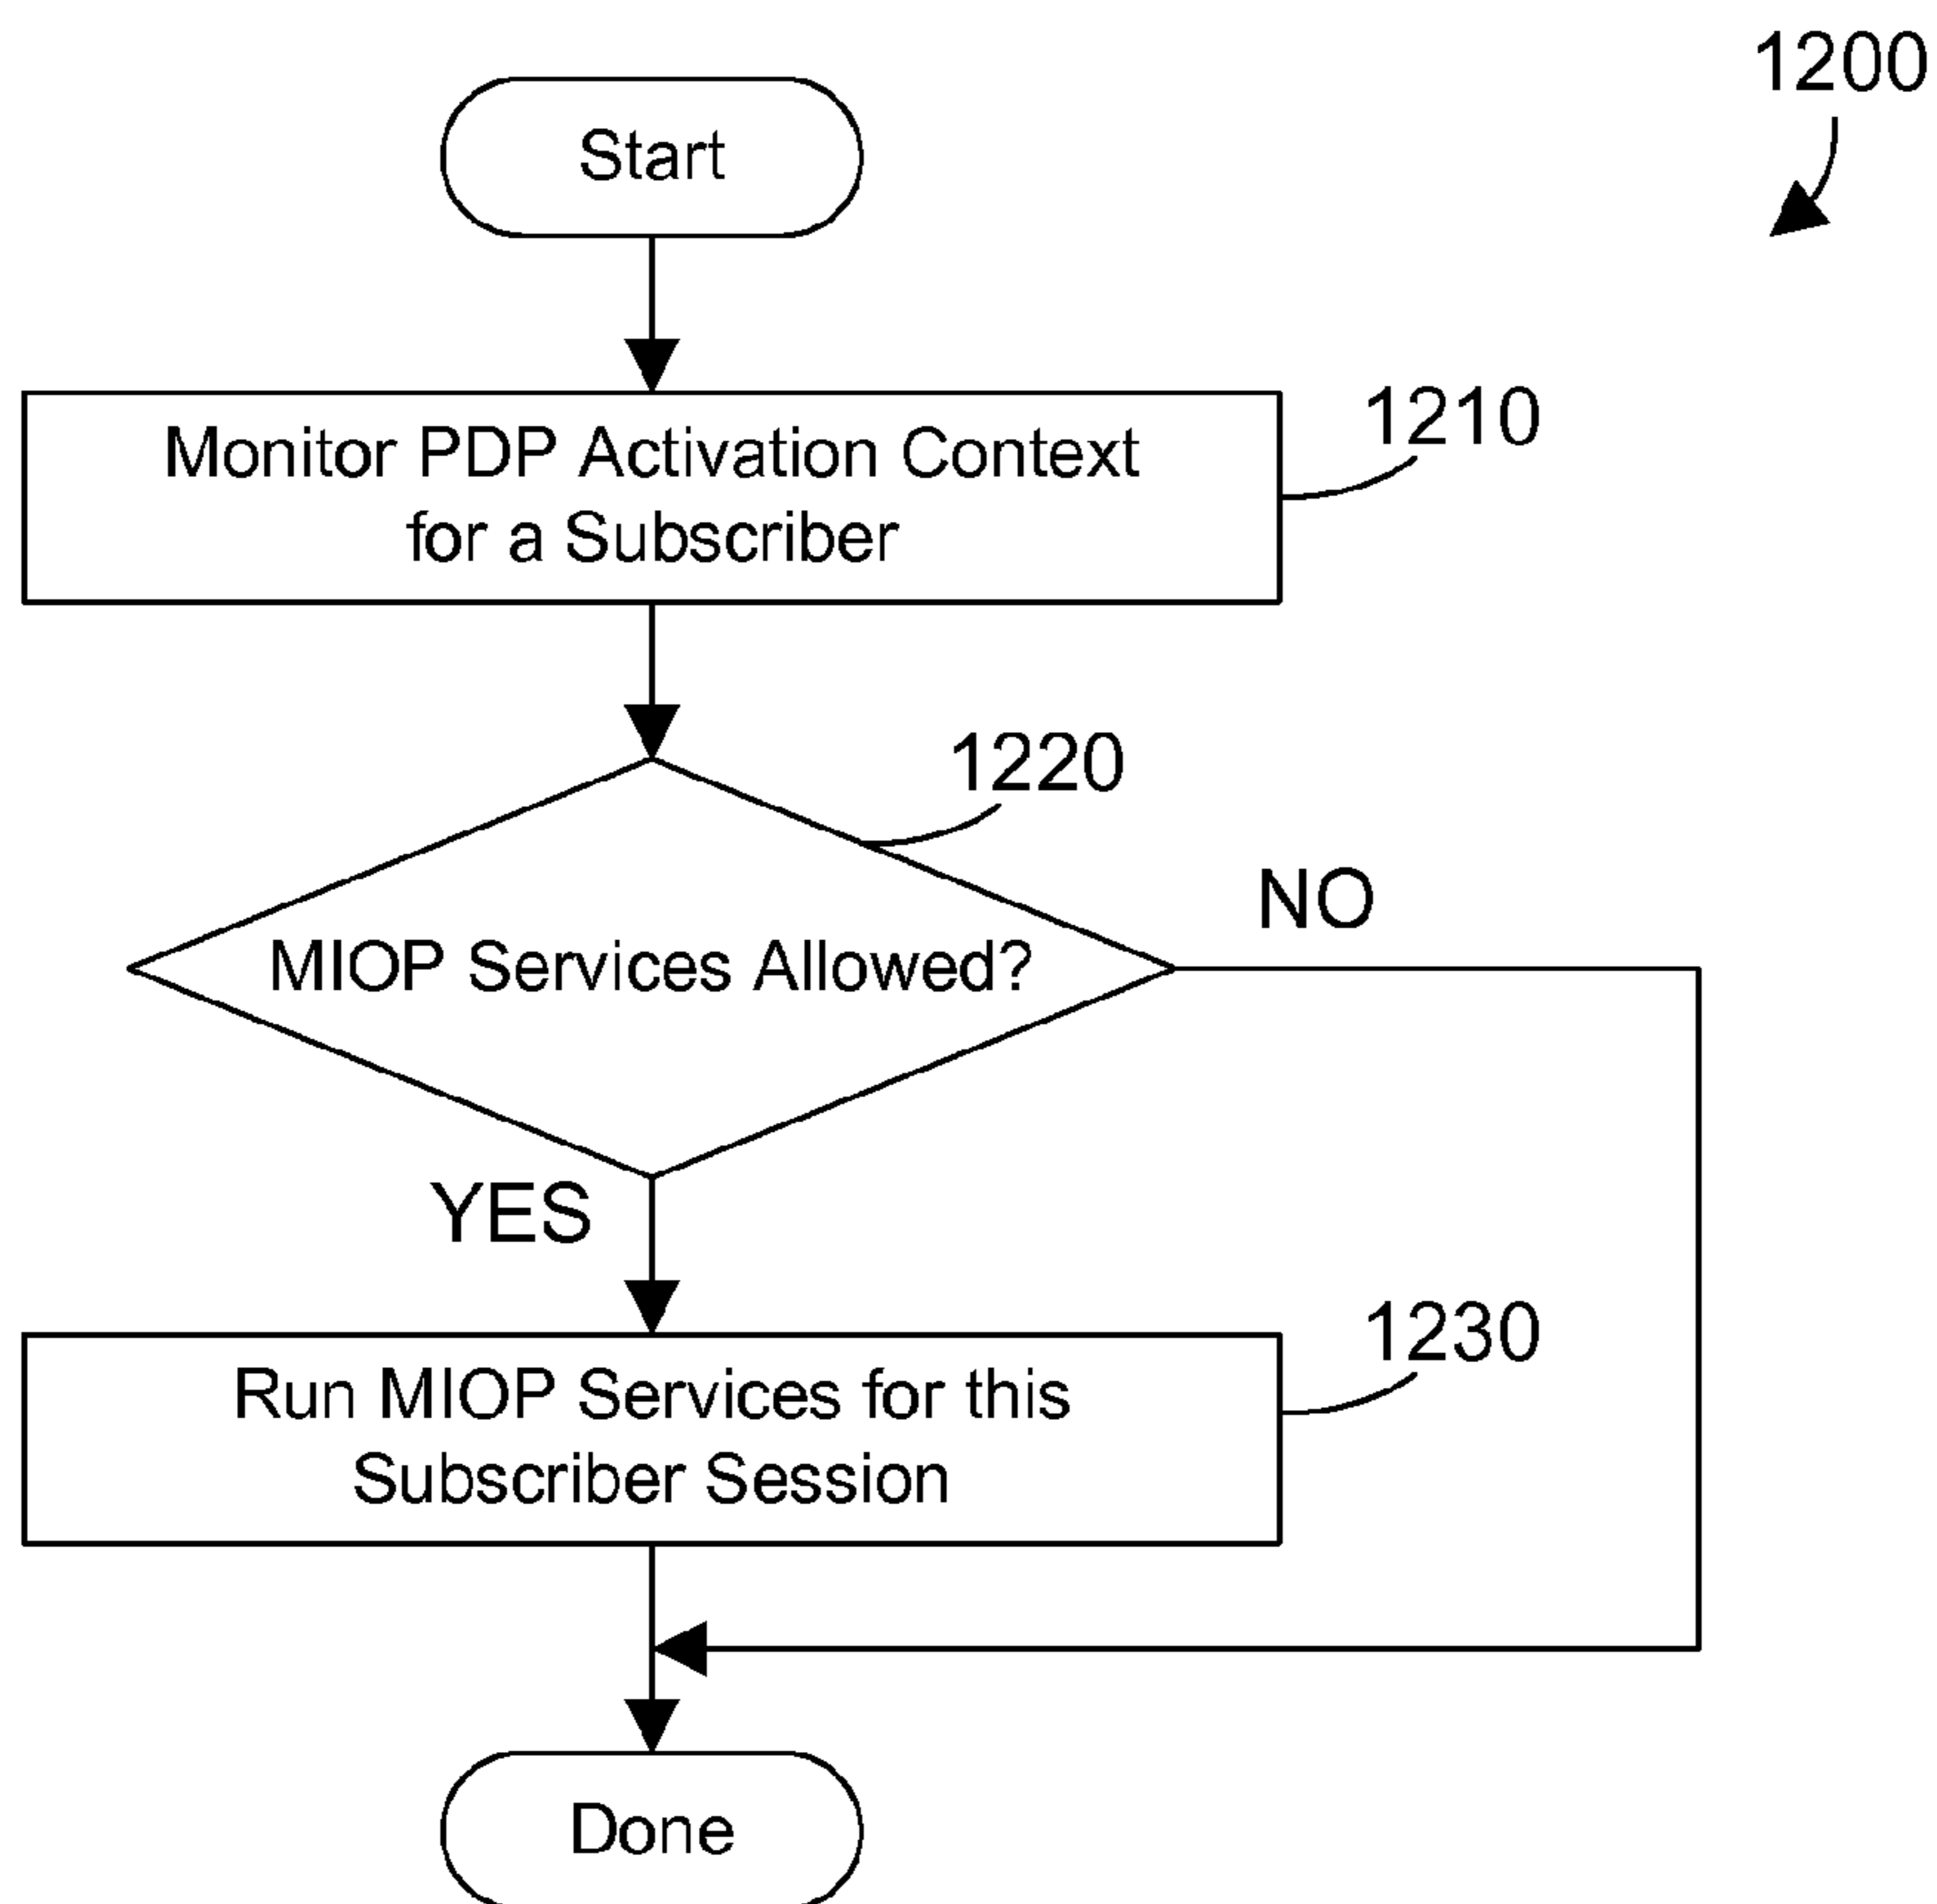 1200
Start
Monitor PDP Activation Context
for a Subscriber
1210
1220
MIOP Services Allowed?
NO
YES
Run MIOP Services for this
Subscriber Session
1230
Done